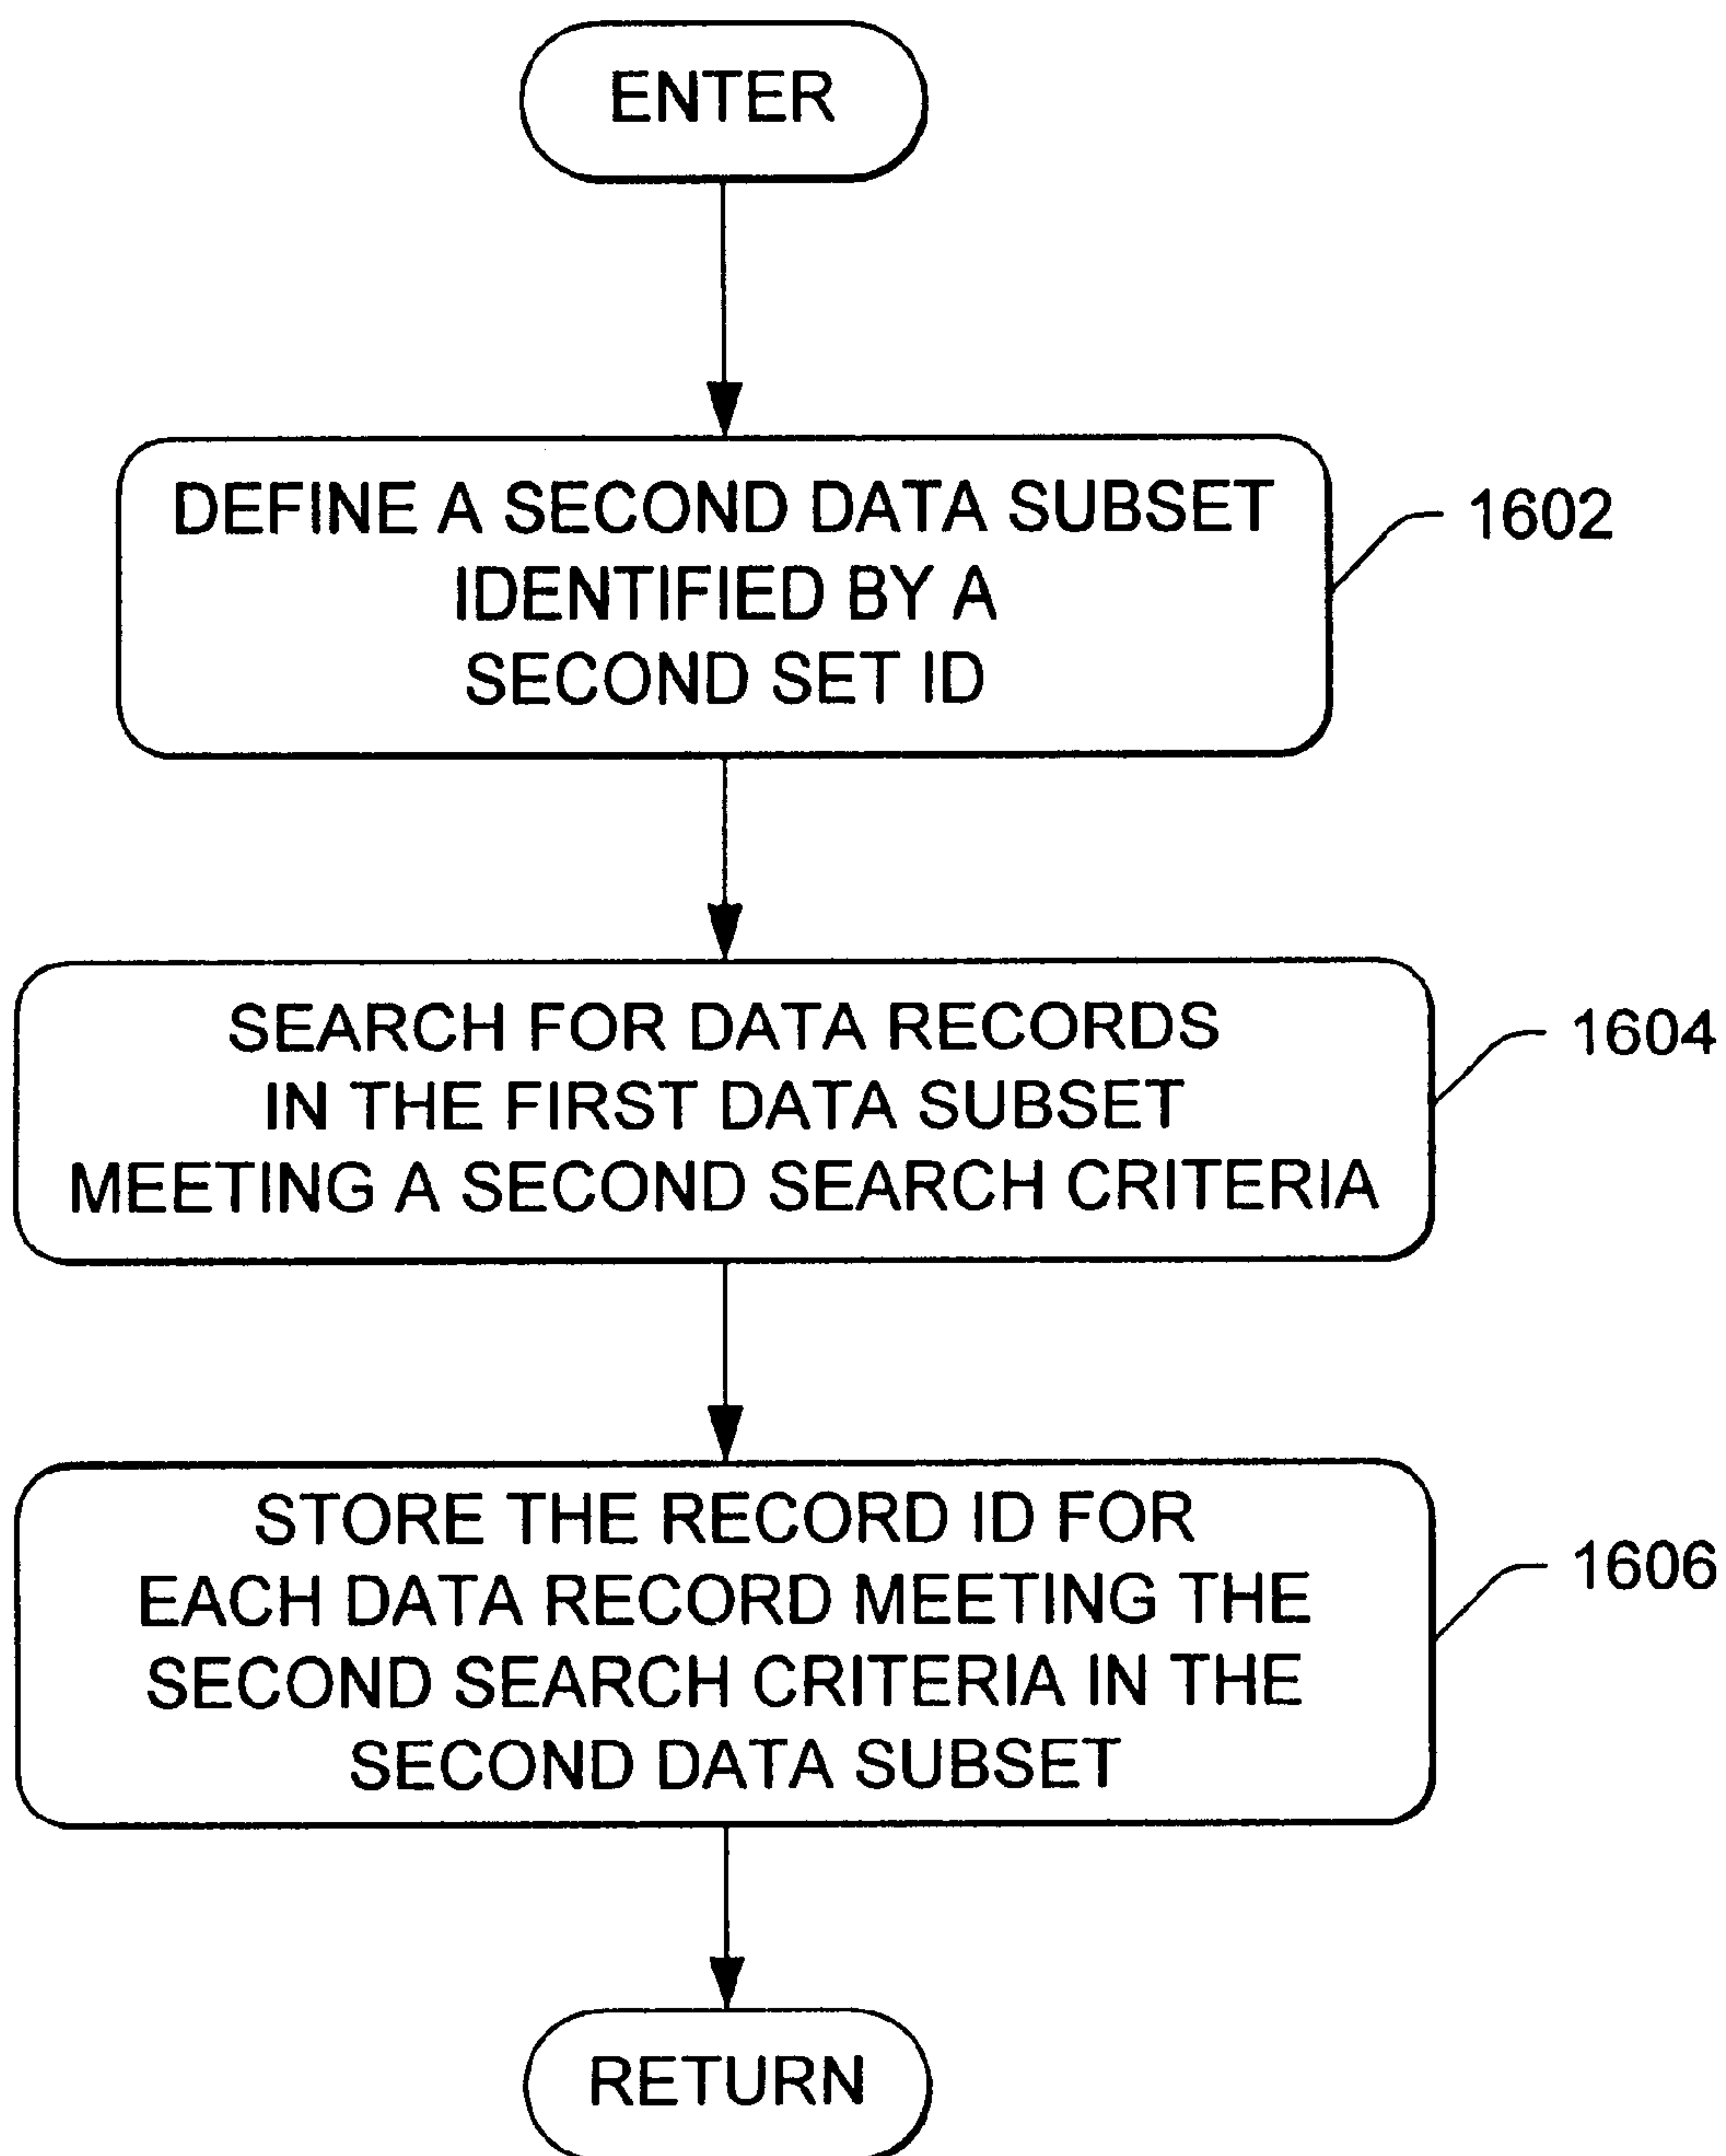 ENTER
DEFINE A SECOND DATA SUBSET
IDENTIFIED BY A
SECOND SET ID
1602
SEARCH FOR DATA RECORDS
IN THE FIRST DATA SUBSET
MEETING A SECOND SEARCH CRITERIA
1604
STORE THE RECORD ID FOR
EACH DATA RECORD MEETING THE
SECOND SEARCH CRITERIA IN THE
SECOND DATA SUBSET
1606
RETURN